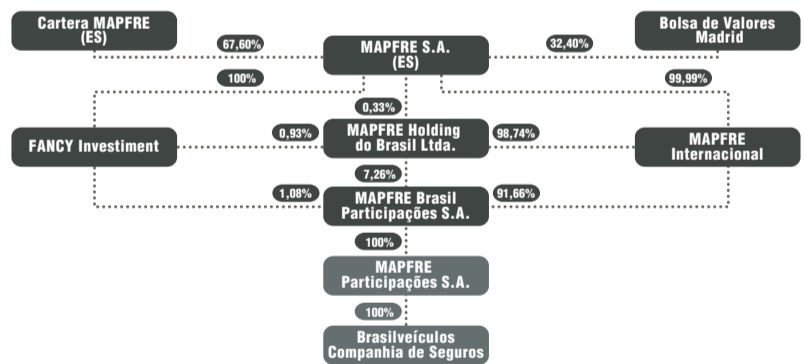 Cartera MAPFRE
(ES)
67,60%
MAPFRE S.A.
(ES)
32,40%
Bolsa de Valores
Madrid
100%
99,99%
0,33%
FANCY Investiment
0,93%
MAPFRE Holding
do Brasil Ltda.
98,74%
MAPFRE
Internacional
7,26%
1,08%
MAPFRE Brasil
Participações S.A.
91,66%
100%
MAPFRE
Participações S.A.
100%
Brasilveículos
Companhia de Seguros